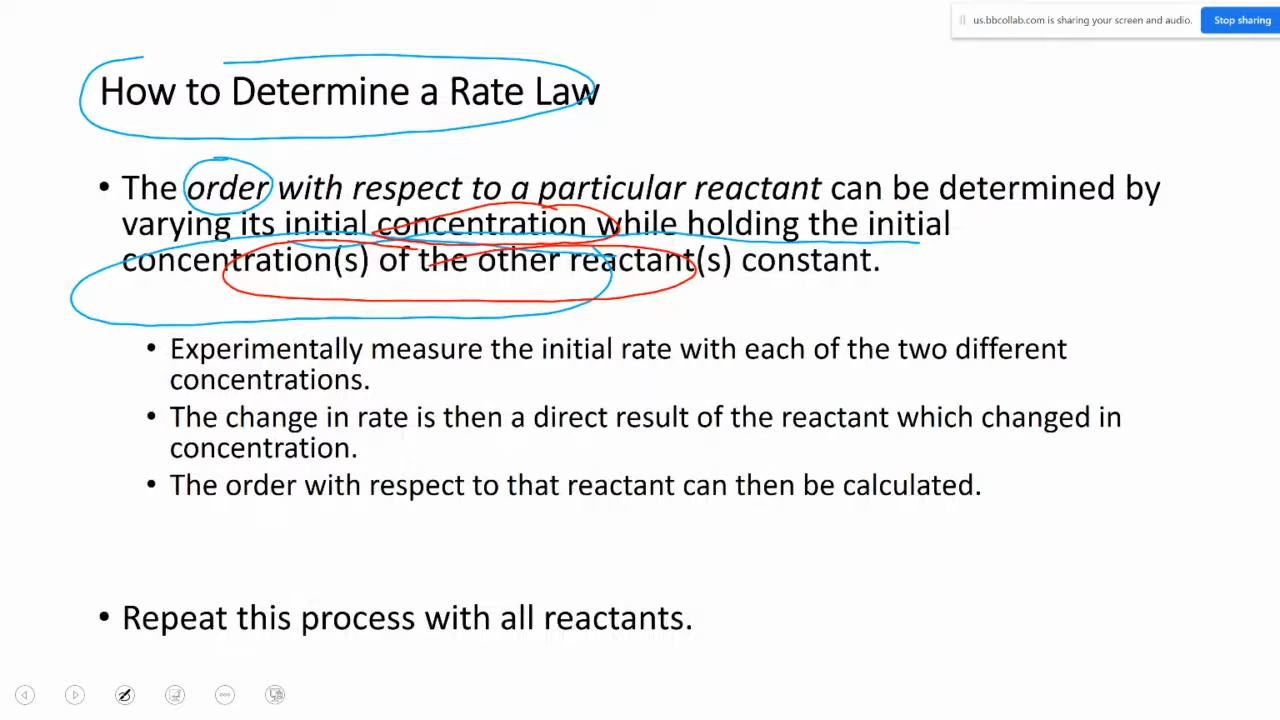 us.bbcollab.com is sharing your screen and audio.
Stop sharing
How to Determine a Rate Law
• The order with respect to a particular reactant can be determined by
varying its initial concentration while holding the initial
concentration(s) of the other reactant(s) constant.
• Experimentally measure the initial rate with each of the two different
concentrations.
• The change in rate is then a direct result of the reactant which changed in
concentration.
• The order with respect to that reactant can then be calculated.
• Repeat this process with all reactants.